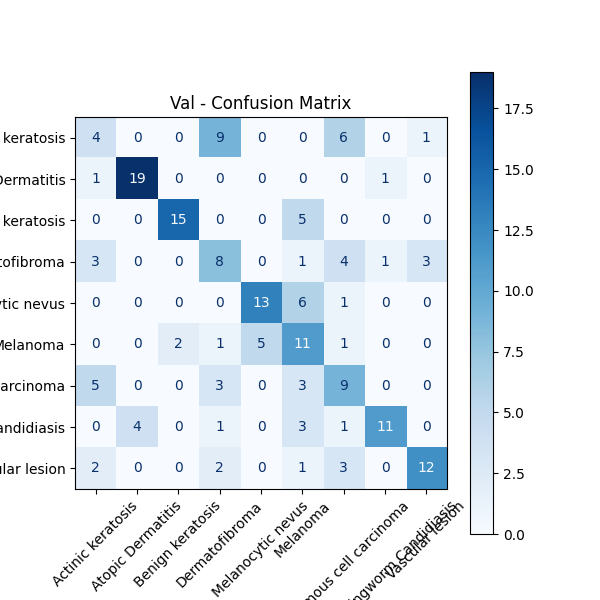 Val - Confusion Matrix
keratosis 4 0 0 9 0 0 6 0 1
Dermatitis 1 19 0 0 0 0 0 1 0
keratosis 0 0 15 0 0 5 0 0 0
tofibroma 3 0 0 8 0 1 4 1 3
ytic nevus 0 0 0 0 13 6 1 0 0
Melanoma 0 0 2 1 5 11 1 0 0
arcinoma 5 0 0 3 0 3 9 0 0
andidiasis 0 4 0 1 0 3 1 11 0
ular lesion 2 0 0 2 0 1 3 0 12
Actinic keratosis
Atopic Dermatitis
Benign keratosis
Dermatofibroma
Melanocytic nevus
Melanoma
mous cell carcinoma
ngworm Candidiasis
Vascular lesion
17.5
15.0
12.5
10.0
7.5
5.0
2.5
0.0